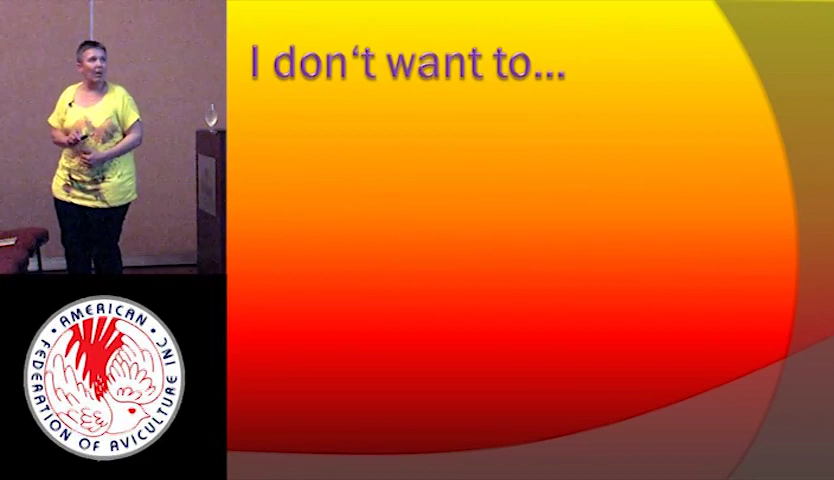 I don‘t want to...
AMERICAN
FEDERATION OF AVICULTURE INC